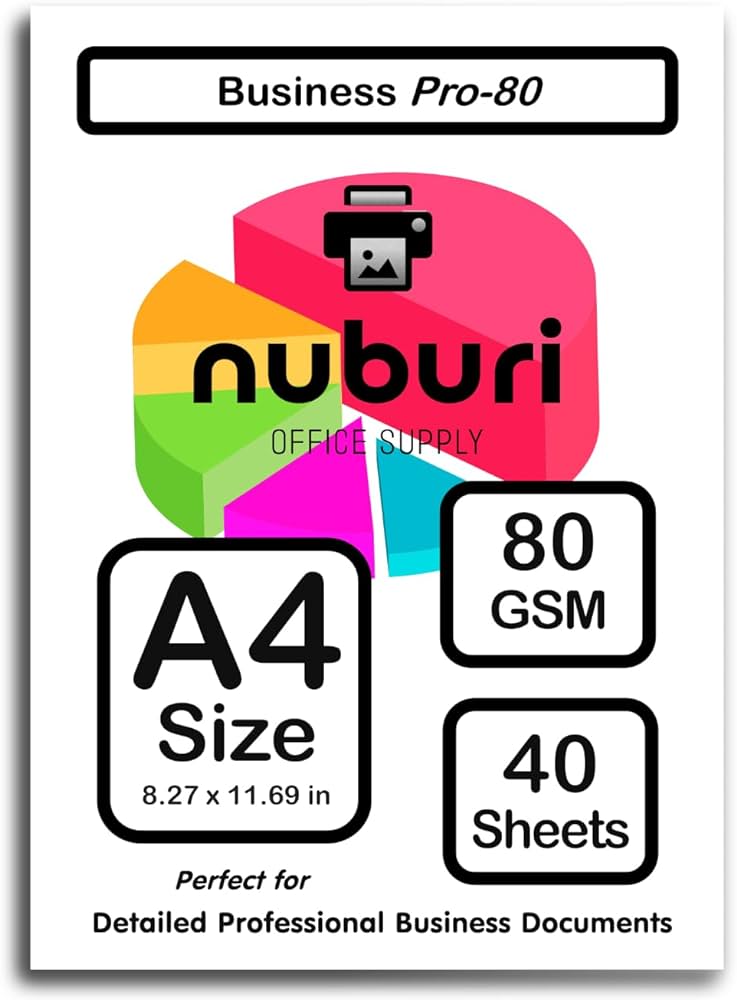 Business Pro-80
nuburi
OFFICE SUPPLY
80
GSM
A4
Size
8.27 x 11.69 in
40
Sheets
Perfect for
Detailed Professional Business Documents